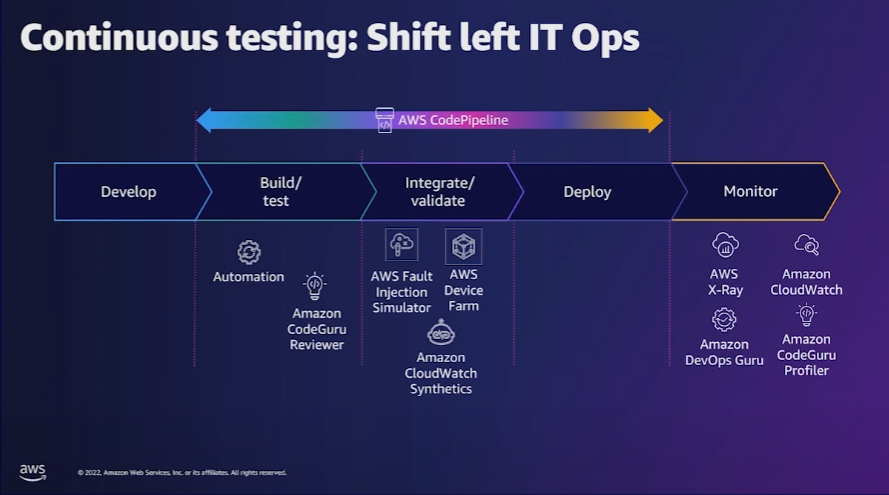 Continuous testing: Shift left IT Ops
AWS CodePipeline
Develop
Build/
test
Integrate/
validate
Deploy
Monitor
Automation
Amazon
CodeGuru
Reviewer
AWS Fault
Injection
Simulator
AWS
Device
Farm
Amazon
CloudWatch
Synthetics
AWS
X-Ray
Amazon
CloudWatch
Amazon
DevOps Guru
Amazon
CodeGuru
Profiler
aws
© 2022, Amazon Web Services, Inc. or its affiliates. All rights reserved.